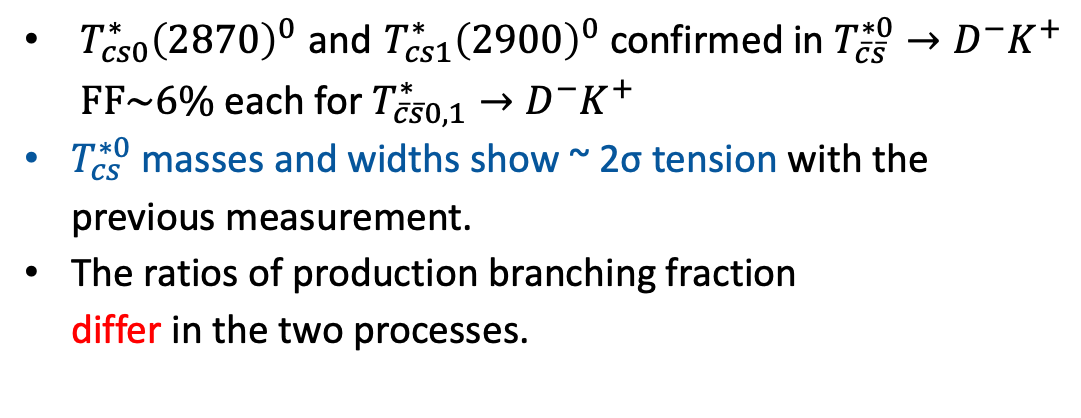 • T*cs0(2870)⁰ and T*cs1(2900)⁰ confirmed in T*⁰c̄s̄ → D⁻K⁺
FF~6% each for T*c̄s̄0,1 → D⁻K⁺
• T*⁰cs masses and widths show ~ 2σ tension with the
previous measurement.
• The ratios of production branching fraction
differ in the two processes.